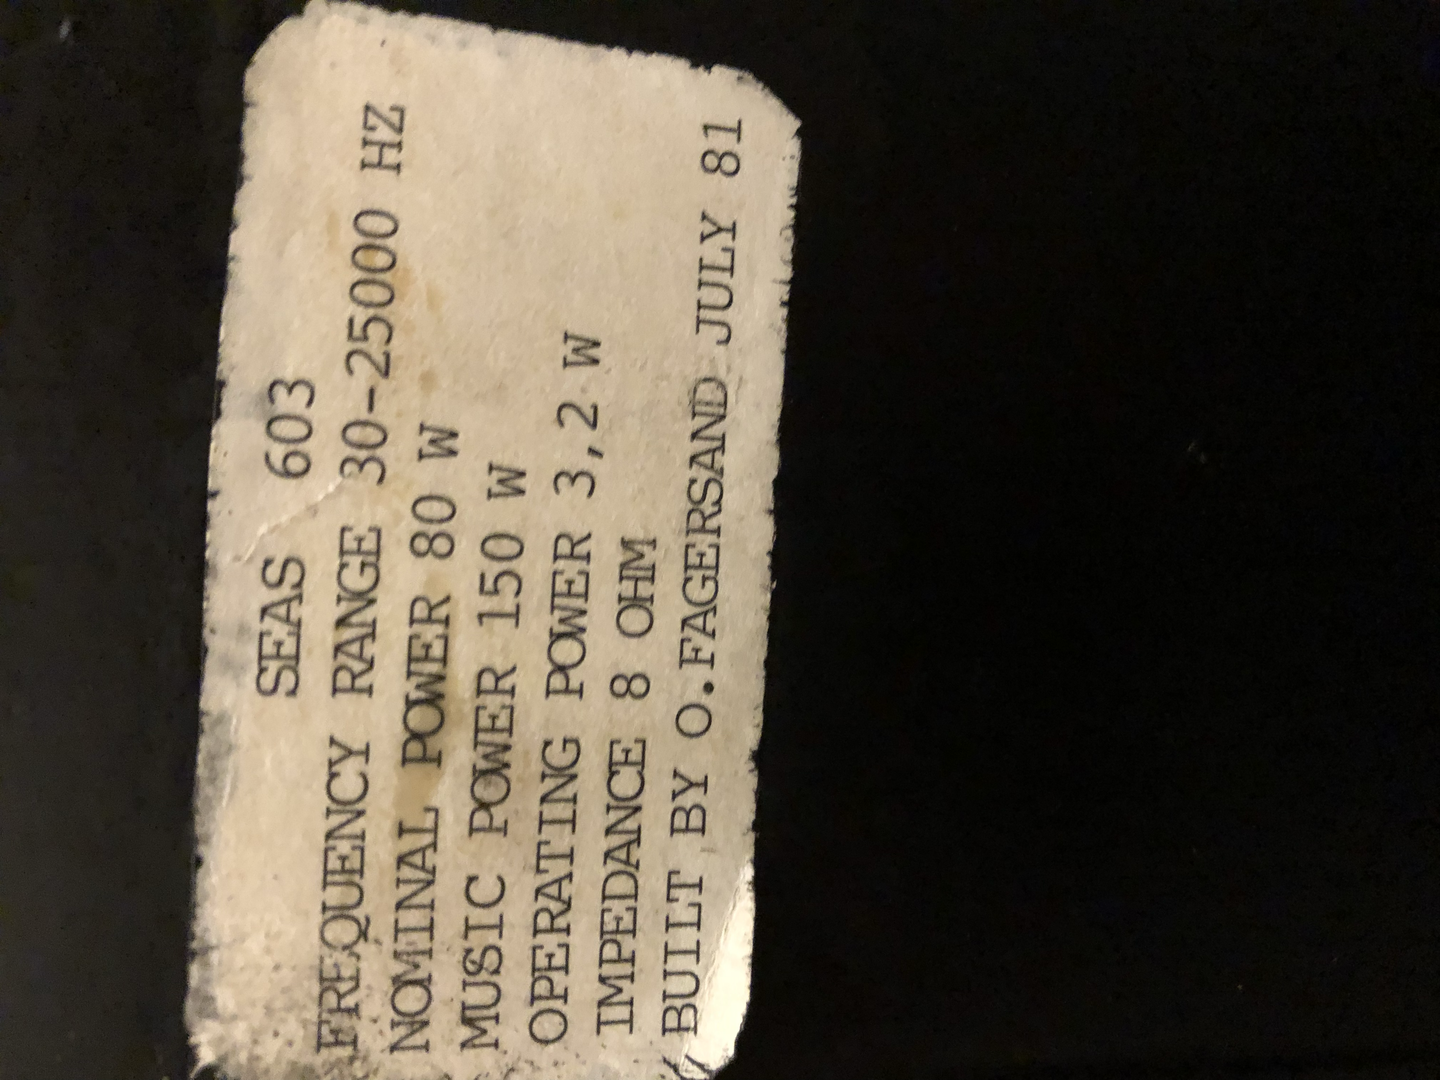 SEAS 603
FREQUENCY RANGE 30-25000 HZ
NOMINAL POWER 80 W
MUSIC POWER 150 W
OPERATING POWER 3,2 W
IMPEDANCE 8 OHM
BUILT BY O.FAGERSAND JULY 81